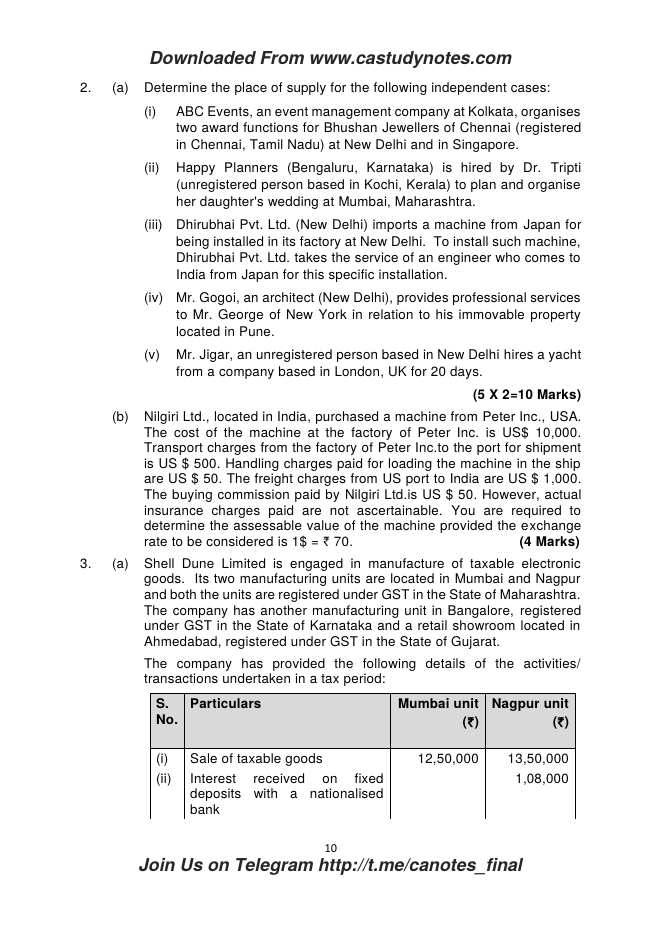 Downloaded From www.castudynotes.com
2. (a) Determine the place of supply for the following independent cases:
(i) ABC Events, an event management company at Kolkata, organises
two award functions for Bhushan Jewellers of Chennai (registered
in Chennai, Tamil Nadu) at New Delhi and in Singapore.
(ii) Happy Planners (Bengaluru, Karnataka) is hired by Dr. Tripti
(unregistered person based in Kochi, Kerala) to plan and organise
her daughter's wedding at Mumbai, Maharashtra.
(iii) Dhirubhai Pvt. Ltd. (New Delhi) imports a machine from Japan for
being installed in its factory at New Delhi. To install such machine,
Dhirubhai Pvt. Ltd. takes the service of an engineer who comes to
India from Japan for this specific installation.
(iv) Mr. Gogoi, an architect (New Delhi), provides professional services
to Mr. George of New York in relation to his immovable property
located in Pune.
(v) Mr. Jigar, an unregistered person based in New Delhi hires a yacht
from a company based in London, UK for 20 days.
(5 X 2=10 Marks)
(b) Nilgiri Ltd., located in India, purchased a machine from Peter Inc., USA.
The cost of the machine at the factory of Peter Inc. is US$ 10,000.
Transport charges from the factory of Peter Inc.to the port for shipment
is US $ 500. Handling charges paid for loading the machine in the ship
are US $ 50. The freight charges from US port to India are US $ 1,000.
The buying commission paid by Nilgiri Ltd.is US $ 50. However, actual
insurance charges paid are not ascertainable. You are required to
determine the assessable value of the machine provided the exchange
rate to be considered is 1$ = ₹ 70. (4 Marks)
3. (a) Shell Dune Limited is engaged in manufacture of taxable electronic
goods. Its two manufacturing units are located in Mumbai and Nagpur
and both the units are registered under GST in the State of Maharashtra.
The company has another manufacturing unit in Bangalore, registered
under GST in the State of Karnataka and a retail showroom located in
Ahmedabad, registered under GST in the State of Gujarat.
The company has provided the following details of the activities/
transactions undertaken in a tax period:
S. Particulars Mumbai unit Nagpur unit
No. (₹) (₹)
(i) Sale of taxable goods 12,50,000 13,50,000
(ii) Interest received on fixed 1,08,000
deposits with a nationalised
bank
10
Join Us on Telegram http://t.me/canotes_final